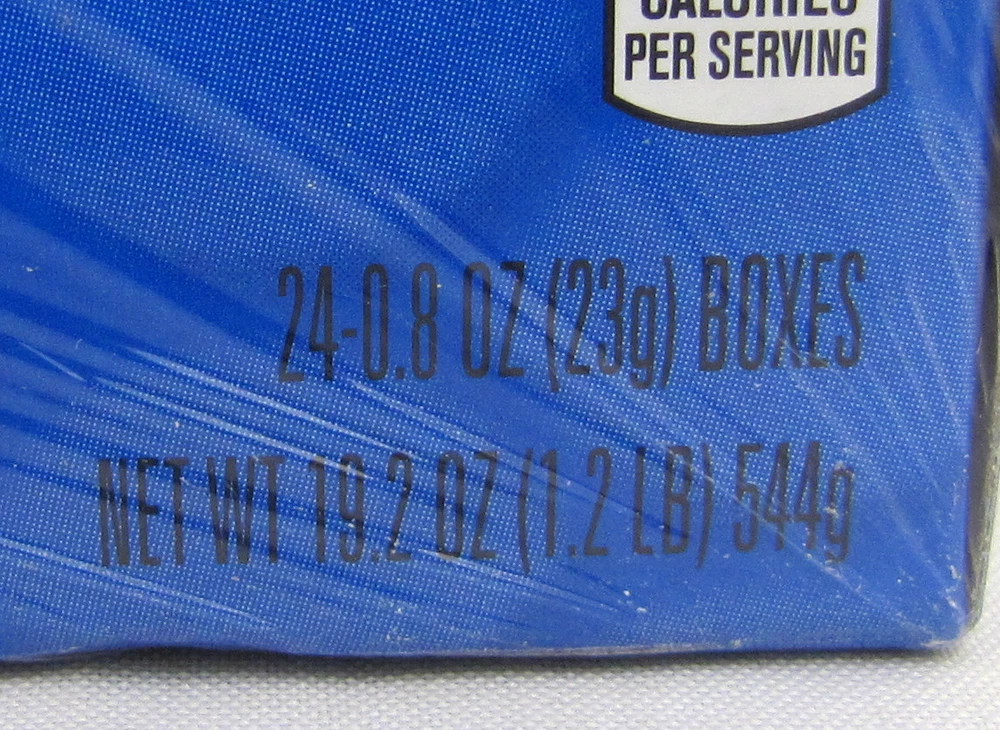 CALORIES
PER SERVING
24-0.8 OZ (23g) BOXES
NET WT 19.2 OZ (1.2 LB) 544g